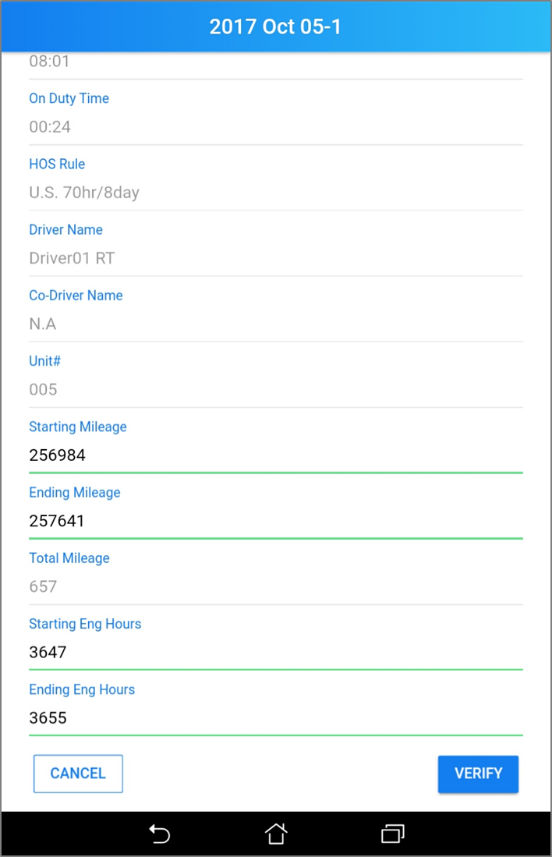 2017 Oct 05-1
08:01
On Duty Time
00:24
HOS Rule
U.S. 70hr/8day
Driver Name
Driver01 RT
Co-Driver Name
N.A
Unit#
005
Starting Mileage
256984
Ending Mileage
257641
Total Mileage
657
Starting Eng Hours
3647
Ending Eng Hours
3655
CANCEL VERIFY